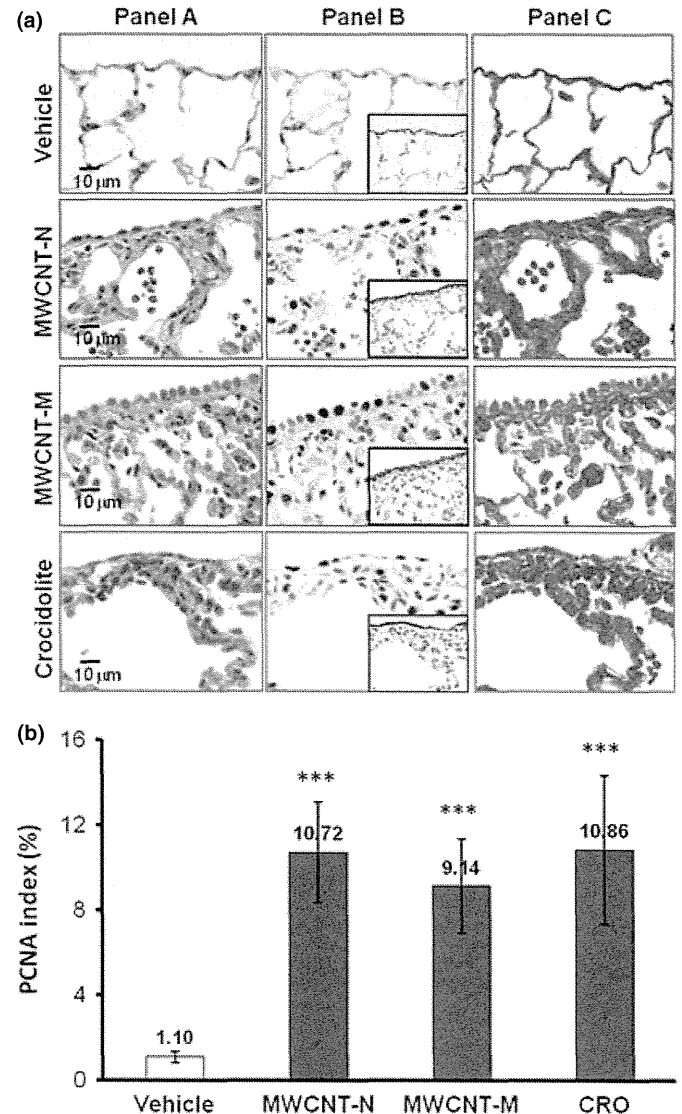 (a)
Panel A Panel B Panel C
Vehicle
10 µm
MWCNT-N
10 µm
MWCNT-M
10 µm
Crocidolite
10 µm
(b)
PCNA index (%)
16
12
8
4
0
1.10
***
10.72
***
9.14
***
10.86
Vehicle MWCNT-N MWCNT-M CRO